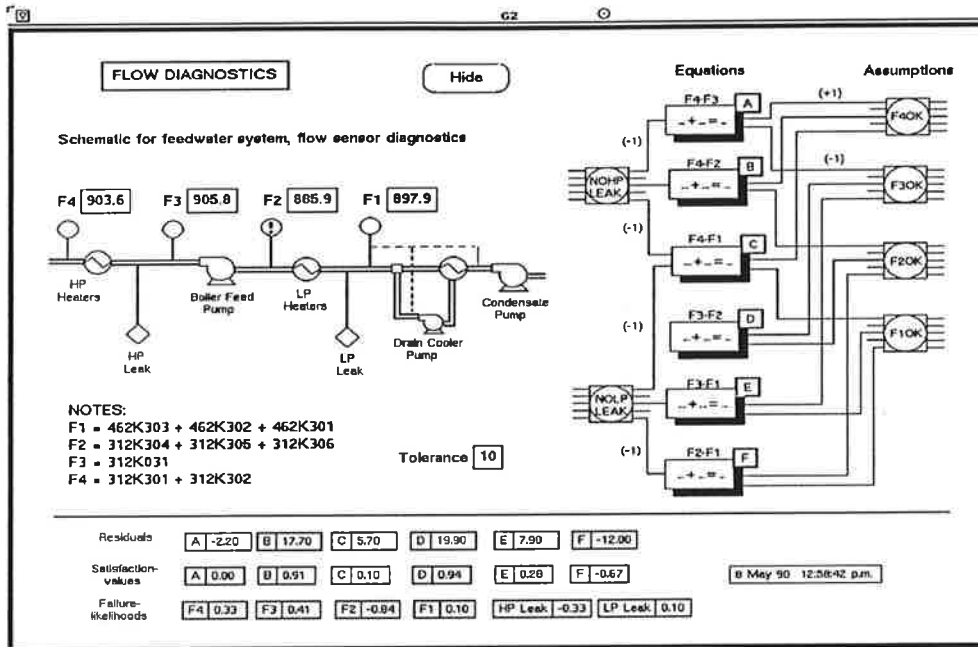 G2
FLOW DIAGNOSTICS
Hide
Equations
Assumptions
Schematic for feedwater system, flow sensor diagnostics
F4 903.6 F3 905.8 F2 885.9 F1 897.9
HP Heaters
Boiler Feed Pump
LP Heaters
Condensate Pump
HP Leak
LP Leak
Drain Cooler Pump
NOTES:
F1 = 462K303 + 462K302 + 462K301
F2 = 312K304 + 312K305 + 312K306
F3 = 312K031
F4 = 312K301 + 312K302
Tolerance 10
F4-F3 A
F4-F2 B
F4-F1 C
F3-F2 D
F3-F1 E
F2-F1 F
.. + .. = ..
.. + .. = ..
.. + .. = ..
.. + .. = ..
.. + .. = ..
.. + .. = ..
(-1)
(-1)
(-1)
(-1)
(+1)
(-1)
NOHP LEAK
NOLP LEAK
F4OK
F3OK
F2OK
F1OK
Residuals A -2.20 B 17.70 C 5.70 D 19.90 E 7.90 F -12.00
Satisfaction-values A 0.00 B 0.91 C 0.10 D 0.94 E 0.28 F -0.67
8 May 90 12:58:42 p.m.
Failure-likelihoods F4 0.33 F3 0.41 F2 -0.84 F1 0.10 HP Leak -0.33 LP Leak 0.10